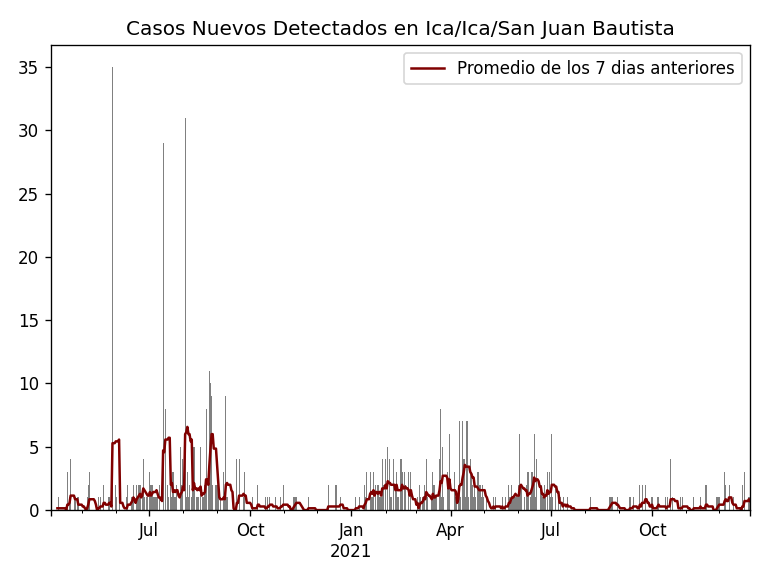 Casos Nuevos Detectados en Ica/Ica/San Juan Bautista
Promedio de los 7 dias anteriores
35
30
25
20
15
10
5
0
Jul
Oct
Jan
2021
Apr
Jul
Oct